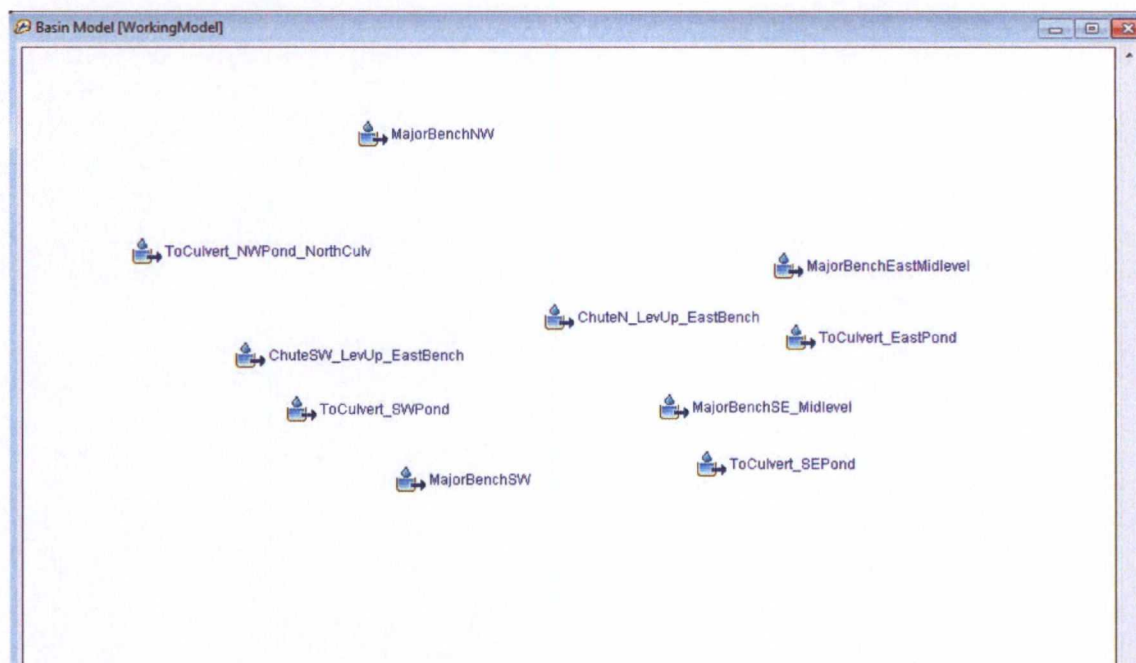 Basin Model [WorkingModel]
MajorBenchNW
ToCulvert_NWPond_NorthCulv
MajorBenchEastMidlevel
ChuteN_LevUp_EastBench
ToCulvert_EastPond
ChuteSW_LevUp_EastBench
ToCulvert_SWPond
MajorBenchSE_Midlevel
ToCulvert_SEPond
MajorBenchSW